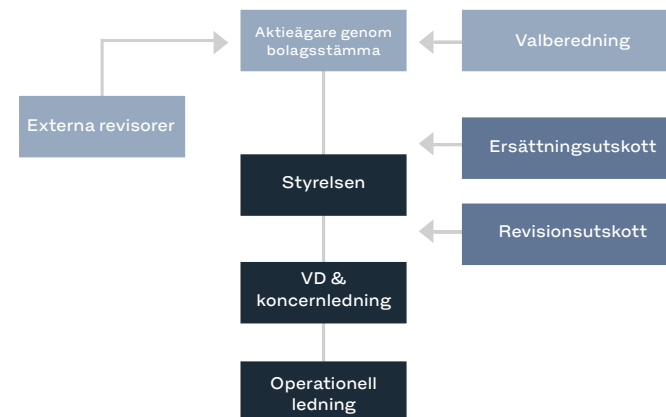 Aktieägare genom
bolagsstämma
Valberedning
Externa revisorer
Ersättningsutskott
Styrelsen
Revisionsutskott
VD &
koncernledning
Operationell
ledning